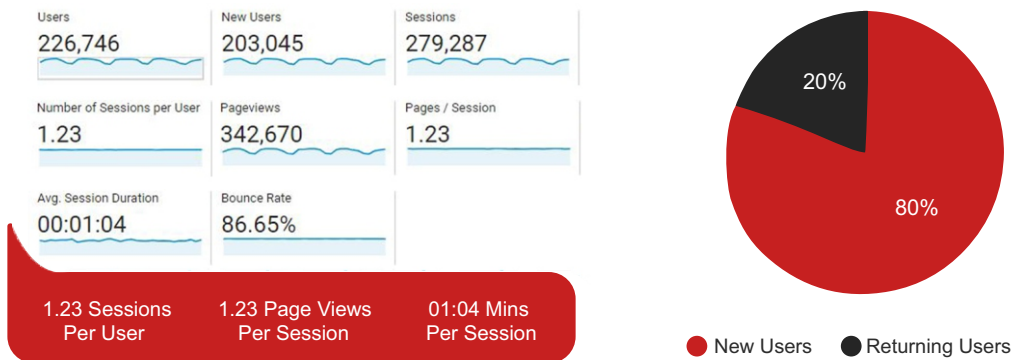 Users
226,746
New Users
203,045
Sessions
279,287
Number of Sessions per User
1.23
Pageviews
342,670
Pages / Session
1.23
Avg. Session Duration
00:01:04
Bounce Rate
86.65%
1.23 Sessions
Per User
1.23 Page Views
Per Session
01:04 Mins
Per Session
20%
80%
New Users
Returning Users